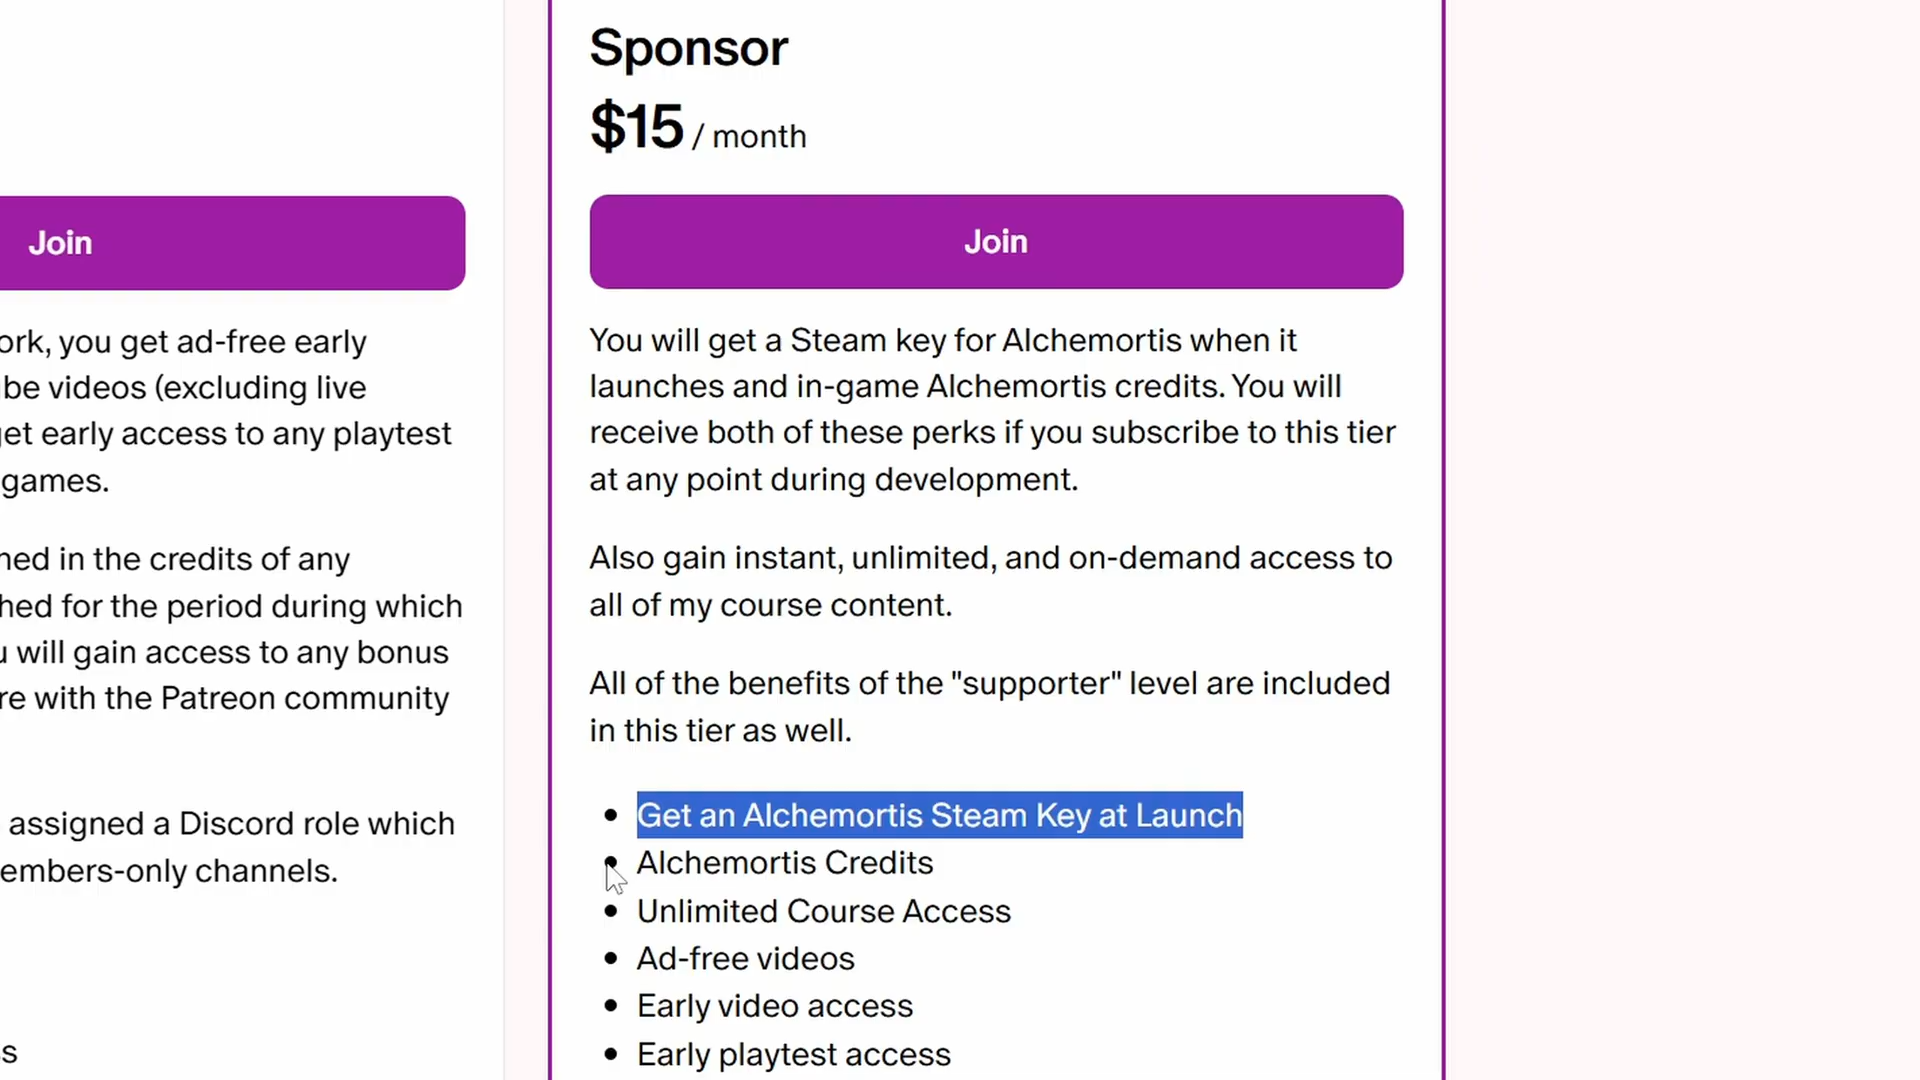 Join
ork, you get ad-free early
be videos (excluding live
get early access to any playtest
games.
ned in the credits of any
hed for the period during which
u will gain access to any bonus
re with the Patreon community
assigned a Discord role which
embers-only channels.
s
Sponsor
$15 / month
Join
You will get a Steam key for Alchemortis when it
launches and in-game Alchemortis credits. You will
receive both of these perks if you subscribe to this tier
at any point during development.
Also gain instant, unlimited, and on-demand access to
all of my course content.
All of the benefits of the "supporter" level are included
in this tier as well.
• Get an Alchemortis Steam Key at Launch
• Alchemortis Credits
• Unlimited Course Access
• Ad-free videos
• Early video access
• Early playtest access